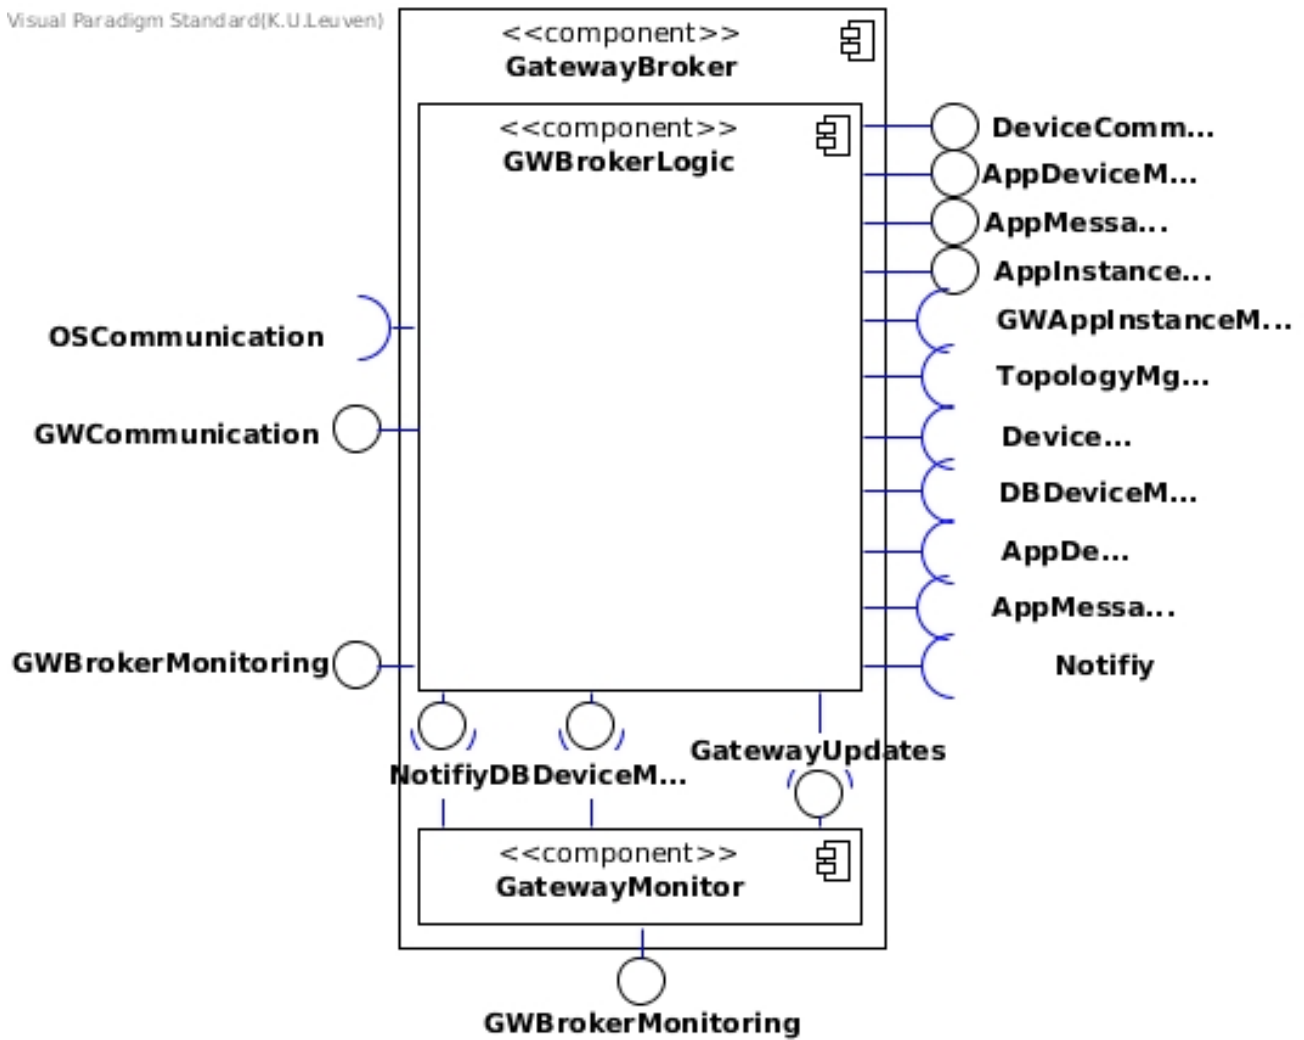 Visual Paradigm Standard(K.U.Leuven)
<<component>>
GatewayBroker
<<component>>
GWBrokerLogic
DeviceComm...
AppDeviceM...
AppMessa...
AppInstance...
GWAppInstanceM...
OSCommunication
TopologyMg...
GWCommunication
Device...
DBDeviceM...
AppDe...
AppMessa...
GWBrokerMonitoring
Notifiy
GatewayUpdates
NotifiyDBDeviceM...
<<component>>
GatewayMonitor
GWBrokerMonitoring